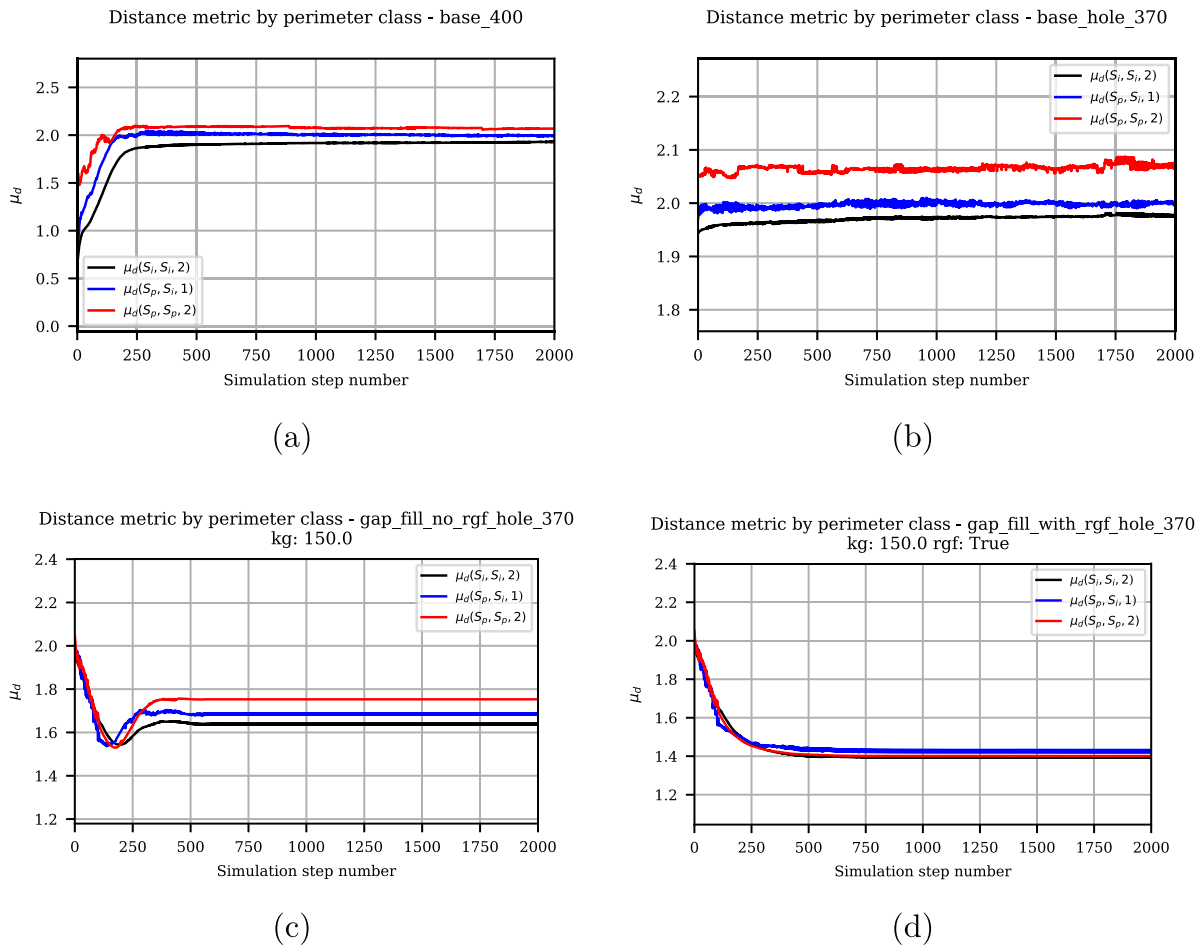 Distance metric by perimeter class - base_400
2.5
2.0
1.5
1.0
0.5
0.0
μd
μd(Si, Si, 2)
μd(Sp, Si, 1)
μd(Sp, Sp, 2)
0 250 500 750 1000 1250 1500 1750 2000
Simulation step number
(a)
Distance metric by perimeter class - base_hole_370
2.2
2.1
2.0
1.9
1.8
μd
μd(Si, Si, 2)
μd(Sp, Si, 1)
μd(Sp, Sp, 2)
0 250 500 750 1000 1250 1500 1750 2000
Simulation step number
(b)
Distance metric by perimeter class - gap_fill_no_rgf_hole_370
kg: 150.0
2.4
2.2
2.0
1.8
1.6
1.4
1.2
μd
μd(Si, Si, 2)
μd(Sp, Si, 1)
μd(Sp, Sp, 2)
0 250 500 750 1000 1250 1500 1750 2000
Simulation step number
(c)
Distance metric by perimeter class - gap_fill_with_rgf_hole_370
kg: 150.0 rgf: True
2.4
2.2
2.0
1.8
1.6
1.4
1.2
μd
μd(Si, Si, 2)
μd(Sp, Si, 1)
μd(Sp, Sp, 2)
0 250 500 750 1000 1250 1500 1750 2000
Simulation step number
(d)